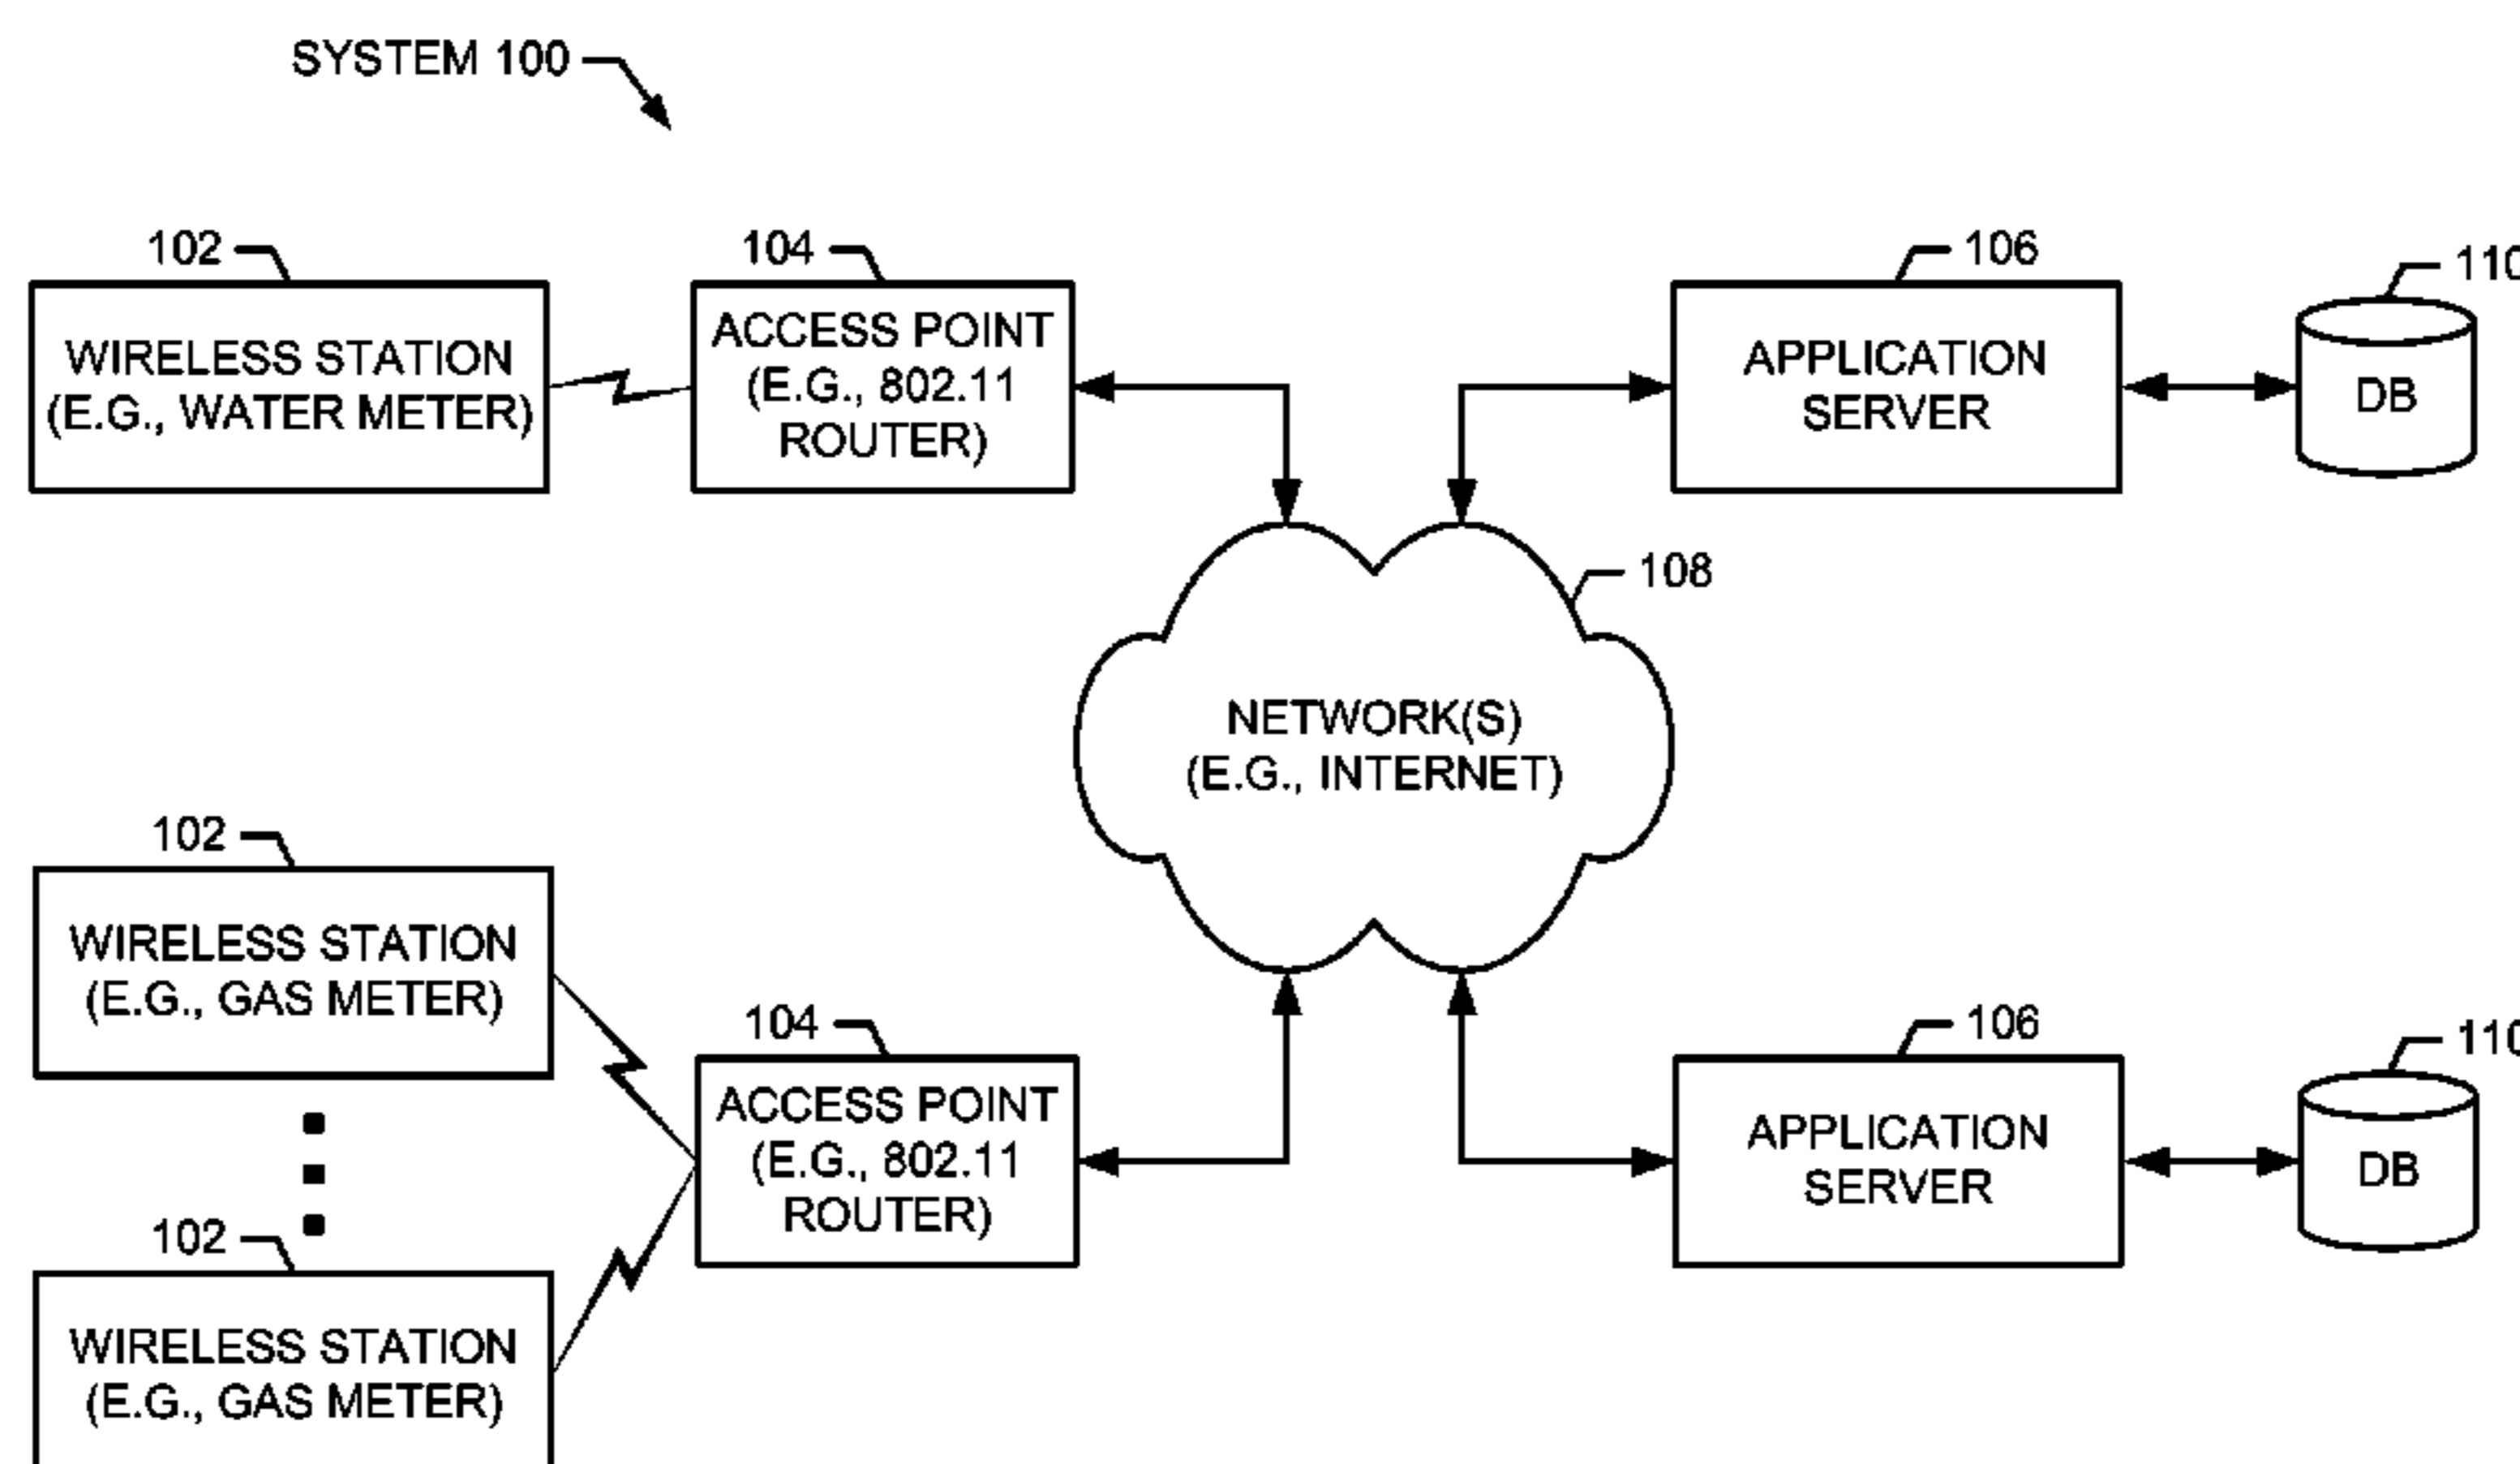 SYSTEM 100
102
104
106
110
WIRELESS STATION
(E.G., WATER METER)
ACCESS POINT
(E.G., 802.11
ROUTER)
APPLICATION
SERVER
DB
108
NETWORK(S)
(E.G., INTERNET)
102
WIRELESS STATION
(E.G., GAS METER)
104
106
110
ACCESS POINT
(E.G., 802.11
ROUTER)
APPLICATION
SERVER
DB
102
WIRELESS STATION
(E.G., GAS METER)